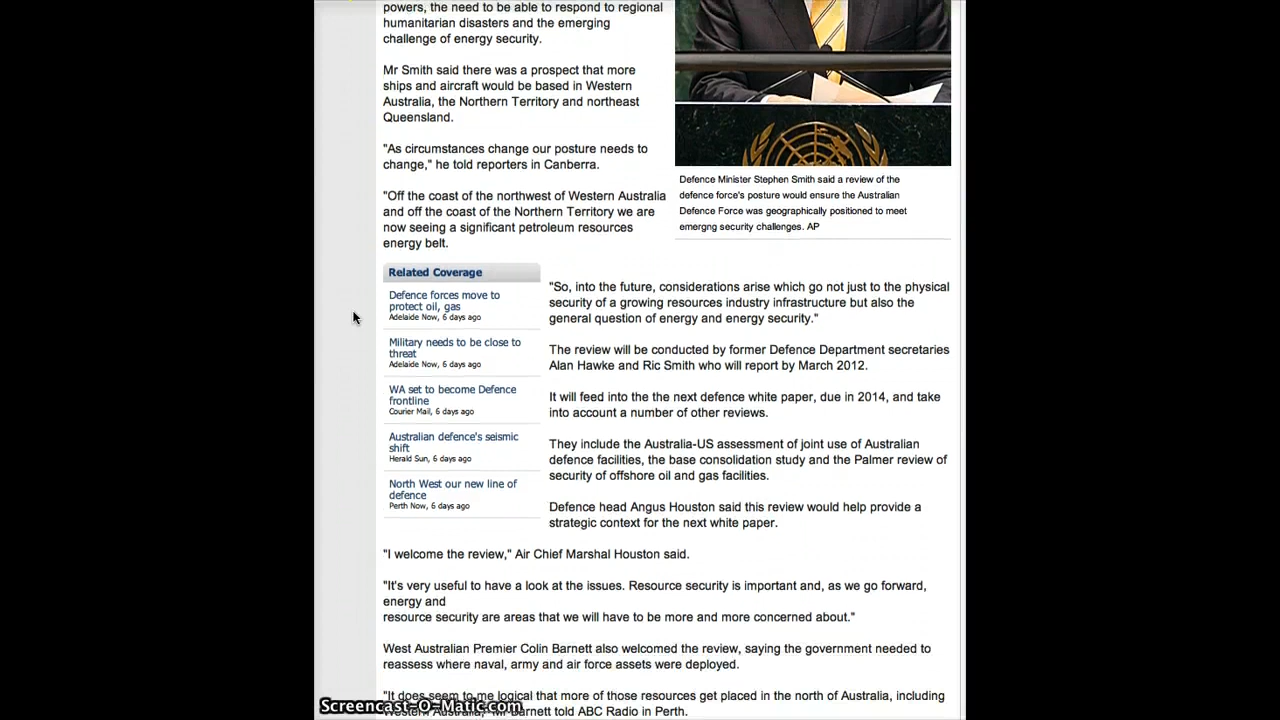 powers, the need to be able to respond to regional
humanitarian disasters and the emerging
challenge of energy security.
Mr Smith said there was a prospect that more
ships and aircraft would be based in Western
Australia, the Northern Territory and northeast
Queensland.
"As circumstances change our posture needs to
change," he told reporters in Canberra.
"Off the coast of the northwest of Western Australia
and off the coast of the Northern Territory we are
now seeing a significant petroleum resources
energy belt.
Defence Minister Stephen Smith said a review of the
defence force's posture would ensure the Australian
Defence Force was geographically positioned to meet
emergng security challenges. AP
Related Coverage
Defence forces move to
protect oil, gas
Adelaide Now, 6 days ago
Military needs to be close to
threat
Adelaide Now, 6 days ago
WA set to become Defence
frontline
Courier Mail, 6 days ago
Australian defence's seismic
shift
Herald Sun, 6 days ago
North West our new line of
defence
Perth Now, 6 days ago
"So, into the future, considerations arise which go not just to the physical
security of a growing resources industry infrastructure but also the
general question of energy and energy security."
The review will be conducted by former Defence Department secretaries
Alan Hawke and Ric Smith who will report by March 2012.
It will feed into the the next defence white paper, due in 2014, and take
into account a number of other reviews.
They include the Australia-US assessment of joint use of Australian
defence facilities, the base consolidation study and the Palmer review of
security of offshore oil and gas facilities.
Defence head Angus Houston said this review would help provide a
strategic context for the next white paper.
"I welcome the review," Air Chief Marshal Houston said.
"It's very useful to have a look at the issues. Resource security is important and, as we go forward,
energy and
resource security are areas that we will have to be more and more concerned about."
West Australian Premier Colin Barnett also welcomed the review, saying the government needed to
reassess where naval, army and air force assets were deployed.
"It does seem to me logical that more of those resources get placed in the north of Australia, including
Western Australia," Mr Barnett told ABC Radio in Perth.
Screencast-O-Matic.com